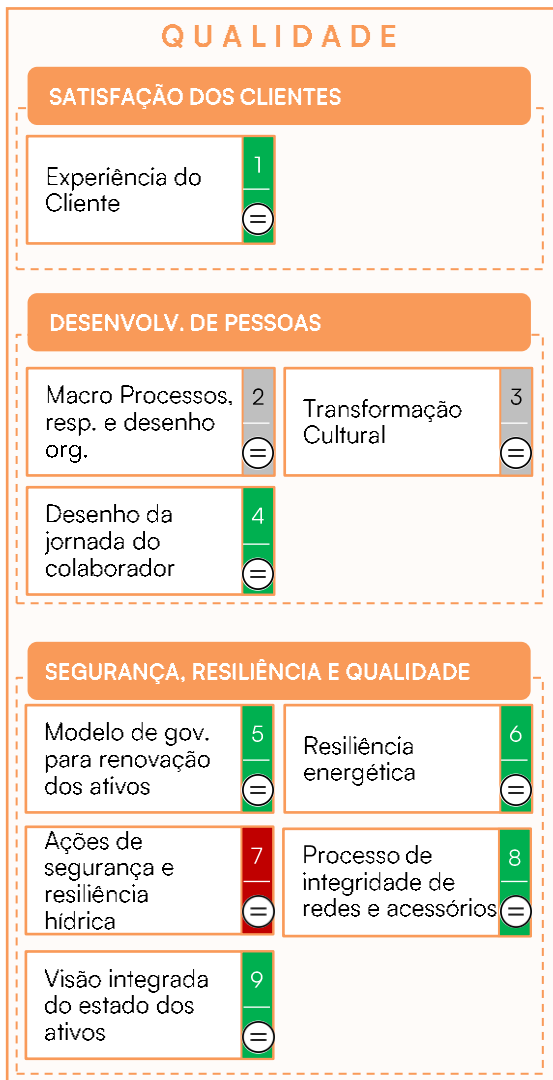 QUALIDADE
SATISFAÇÃO DOS CLIENTES
Experiência do
Cliente
1
=
DESENVOLV. DE PESSOAS
Macro Processos,
resp. e desenho
org.
2
=
Transformação
Cultural
3
=
Desenho da
jornada do
colaborador
4
=
SEGURANÇA, RESILIÊNCIA E QUALIDADE
Modelo de gov.
para renovação
dos ativos
5
=
Resiliência
energética
6
=
Ações de
segurança e
resiliência
hídrica
7
=
Processo de
integridade de
redes e acessórios
8
=
Visão integrada
do estado dos
ativos
9
=